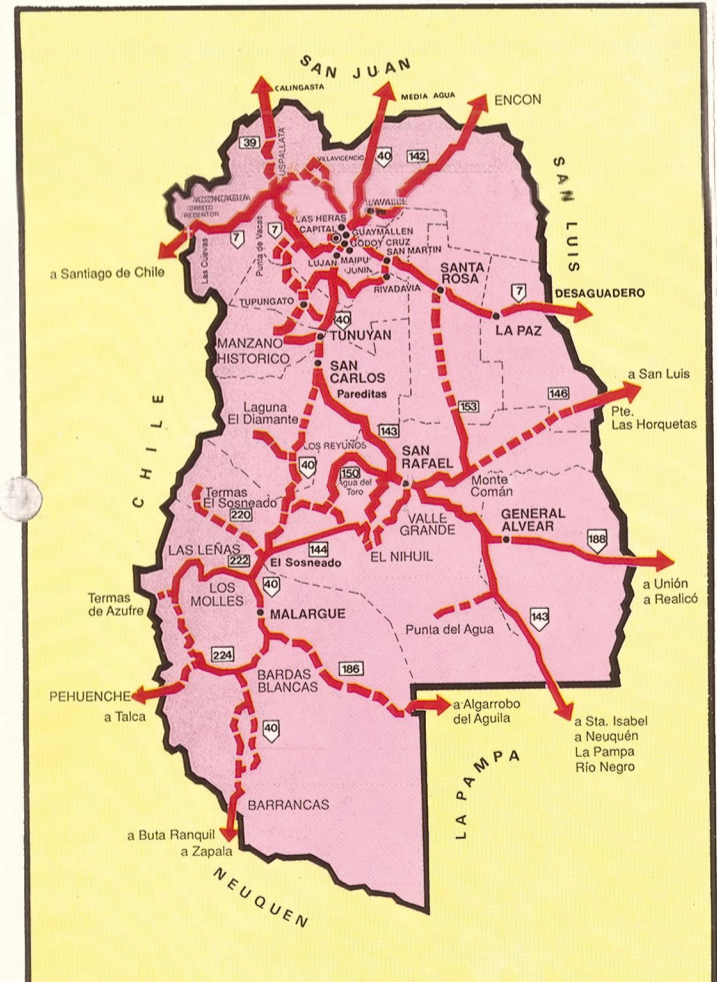 SAN JUAN
CALINGASTA
MEDIA AGUA
ENCON
39
USPALLATA
VILLAVICENCIO
40
142
SAN LUIS
LAVALLE
CRISTO
REDENTOR
LAS HERAS
CAPITAL
GUAYMALLEN
GODOY CRUZ
7
Las Cuevas
Punta de Vacas
7
SAN MARTIN
LUJAN
MAIPU
JUNIN
a Santiago de Chile
SANTA
ROSA
RIVADAVIA
7
DESAGUADERO
TUPUNGATO
40
LA PAZ
MANZANO
HISTORICO
TUNUYAN
SAN
CARLOS
a San Luis
Pareditas
146
CHILE
Laguna
El Diamante
153
Pte.
Las Horquetas
143
LOS REYUNOS
SAN
RAFAEL
40
150
Agua del
Toro
Monte
Comán
Termas
El Sosneado
220
VALLE
GRANDE
GENERAL
ALVEAR
LAS LEÑAS
144
188
222
El Sosneado
EL NIHUIL
LOS
MOLLES
40
a Unión
a Realicó
Termas
de Azufre
MALARGUE
Punta del Agua
143
224
186
BARDAS
BLANCAS
PEHUENCHE
a Talca
a Algarrobo
del Aguila
40
a Sta. Isabel
a Neuquén
La Pampa
Río Negro
LA PAMPA
BARRANCAS
a Buta Ranquil
a Zapala
NEUQUEN